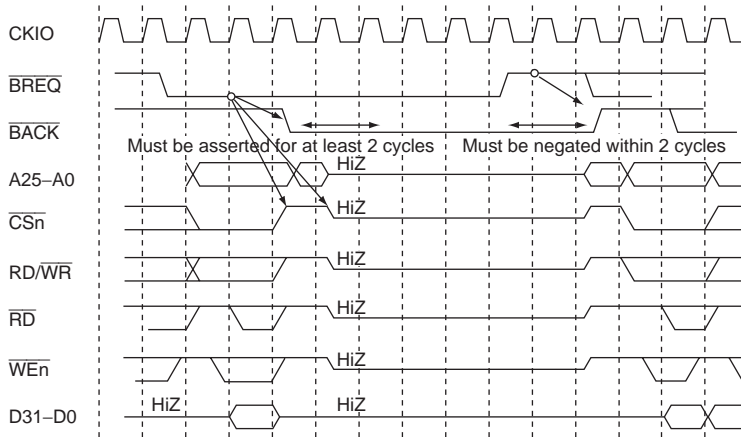 CKIO
BREQ
BACK
Must be asserted for at least 2 cycles Must be negated within 2 cycles
A25–A0 HiZ
CSn HiZ
RD/WR HiZ
RD HiZ
WEn HiZ
D31–D0 HiZ HiZ